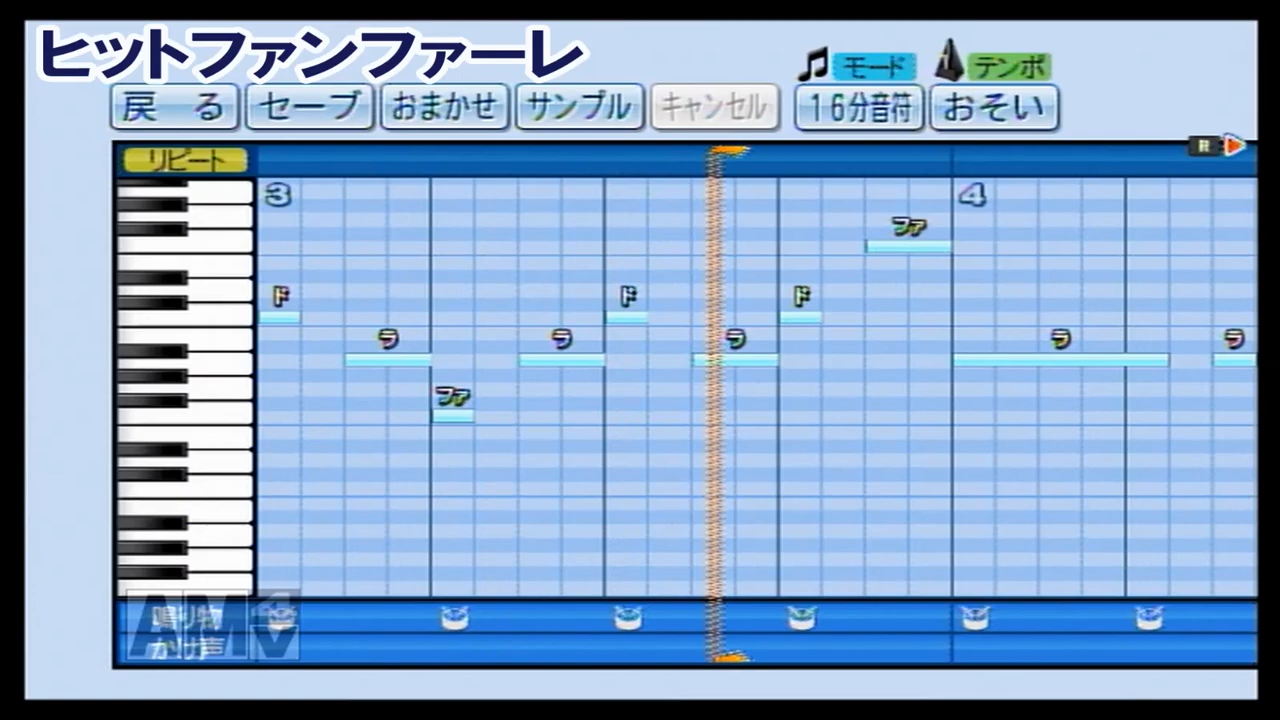 ヒットファンファーレ
モード テンポ
戻る セーブ おまかせ サンプル キャンセル 16分音符 おそい
リピート R
3 4
ファ
ド ド ド
ラ ラ ラ ラ ラ
ファ
鳴り物
かけ声
AMV4